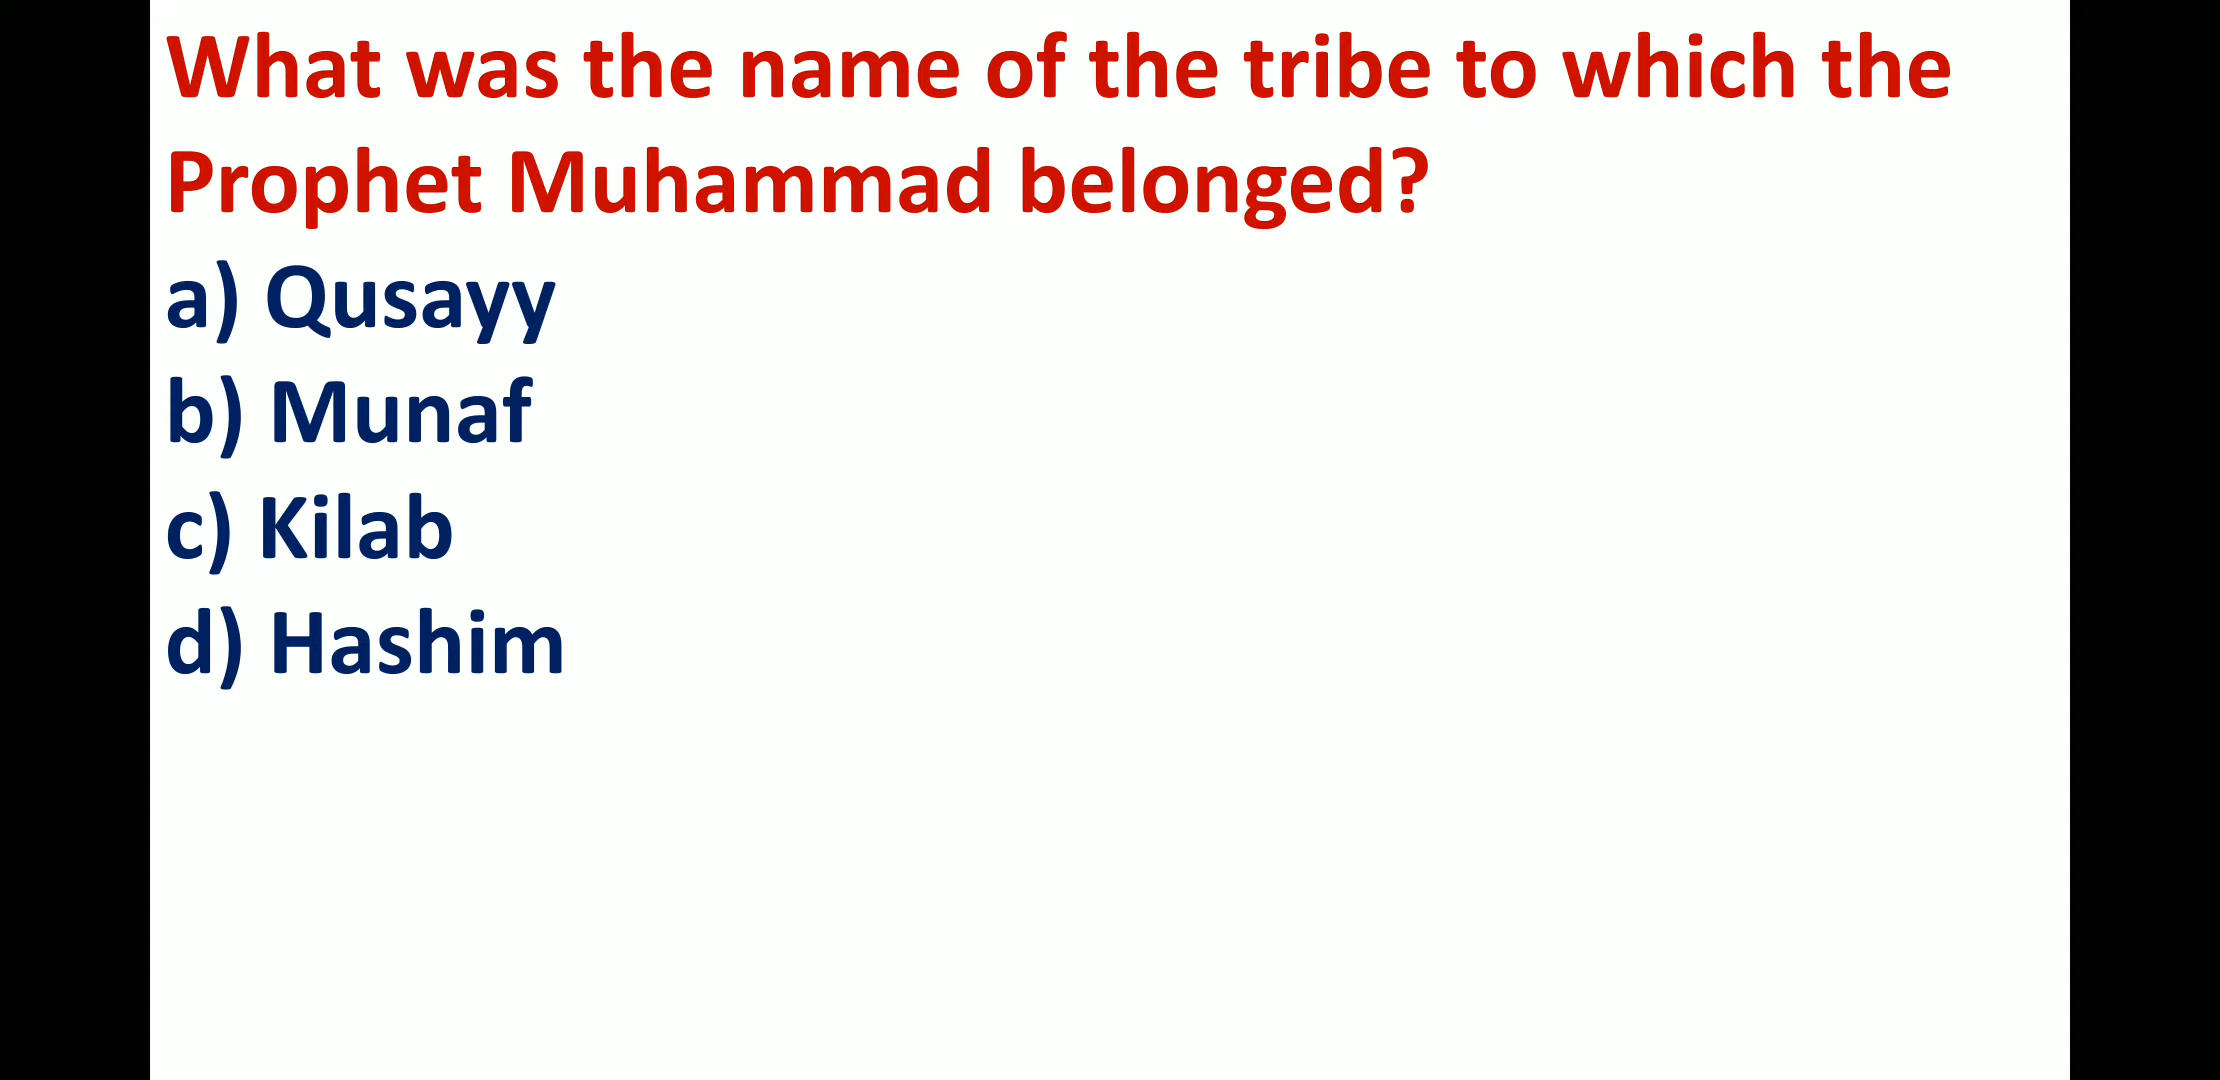 What was the name of the tribe to which the
Prophet Muhammad belonged?
a) Qusayy
b) Munaf
c) Kilab
d) Hashim